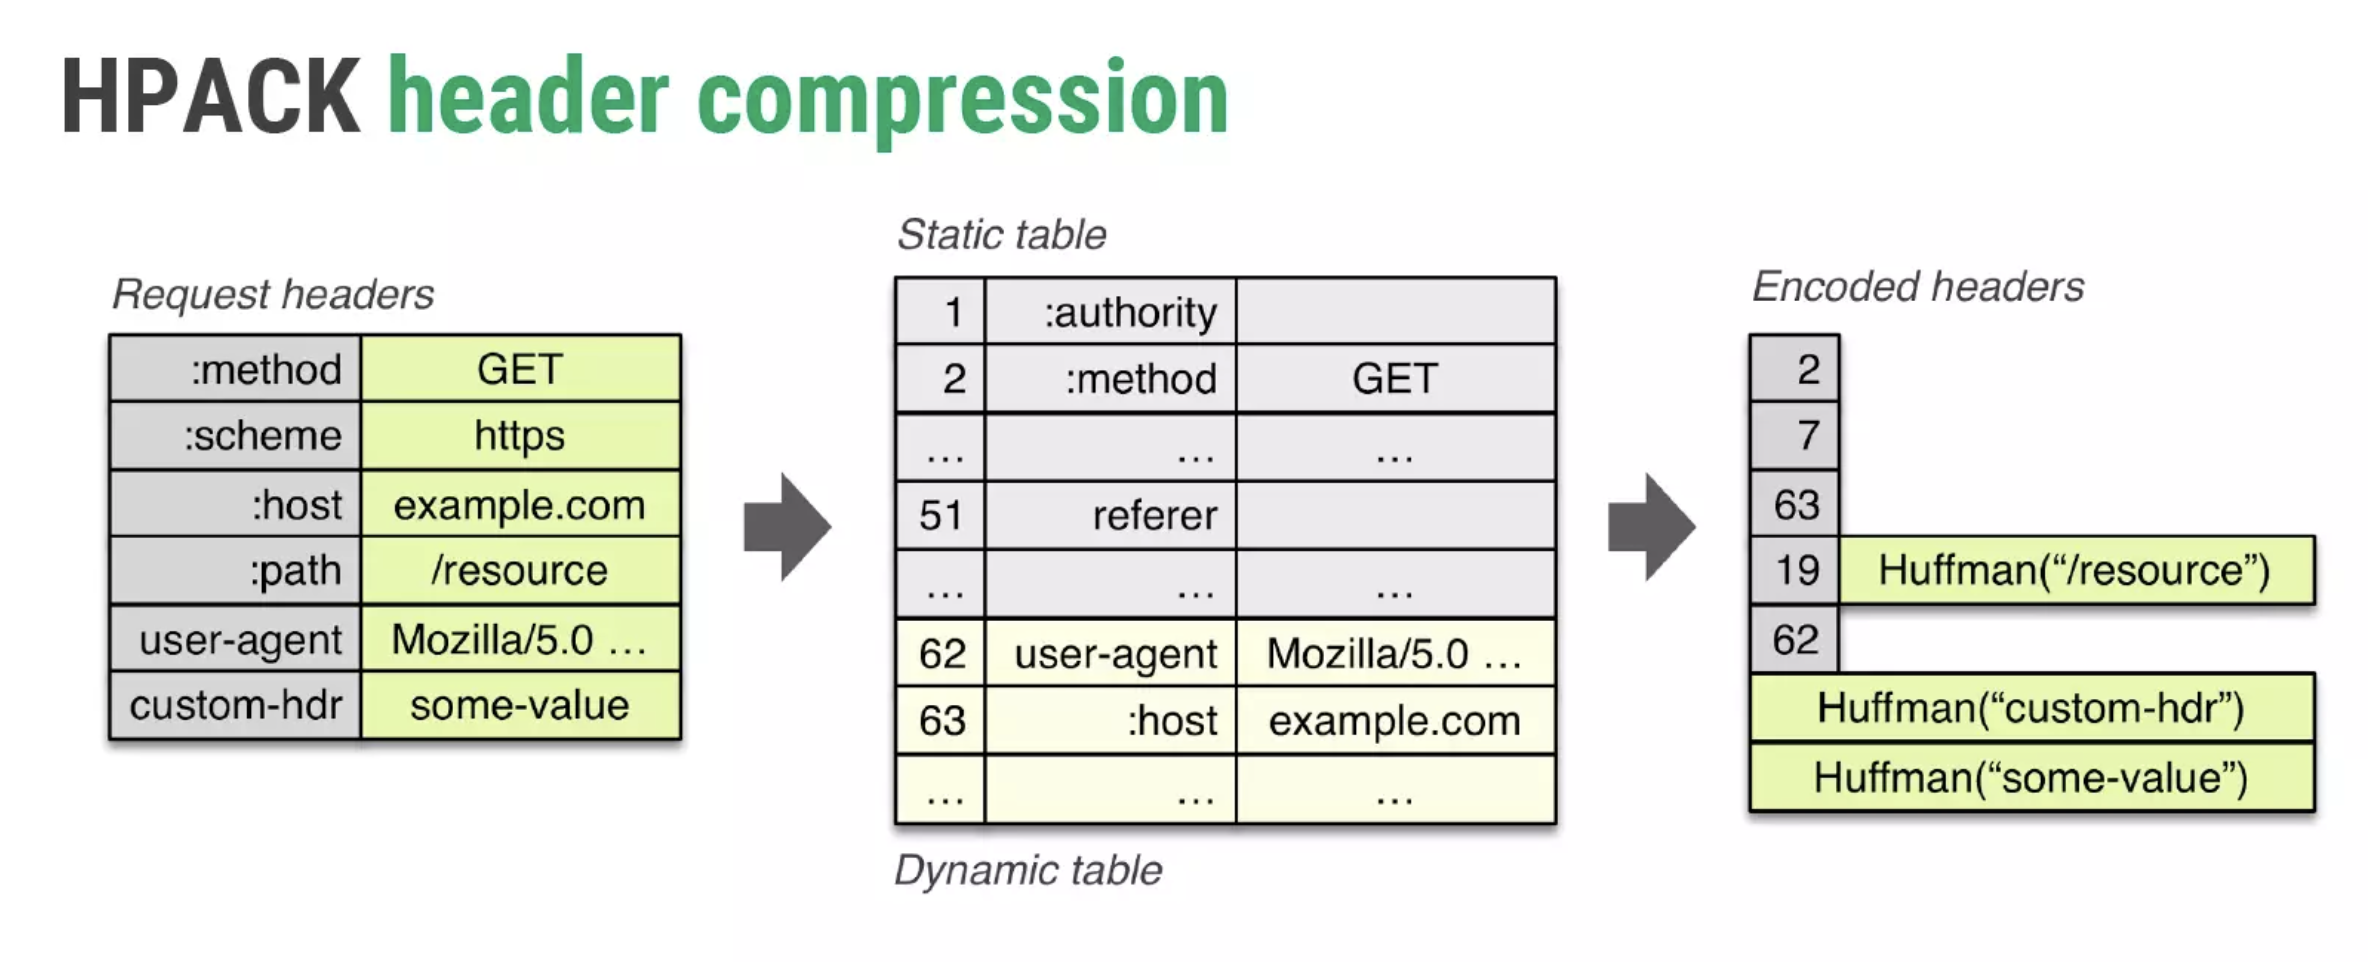 HPACK header compression
Request headers
:method GET
:scheme https
:host example.com
:path /resource
user-agent Mozilla/5.0 ...
custom-hdr some-value
Static table
1 :authority
2 :method GET
... ... ...
51 referer
... ... ...
62 user-agent Mozilla/5.0 ...
63 :host example.com
... ... ...
Dynamic table
Encoded headers
2
7
63
19 Huffman(“/resource”)
62
Huffman(“custom-hdr”)
Huffman(“some-value”)